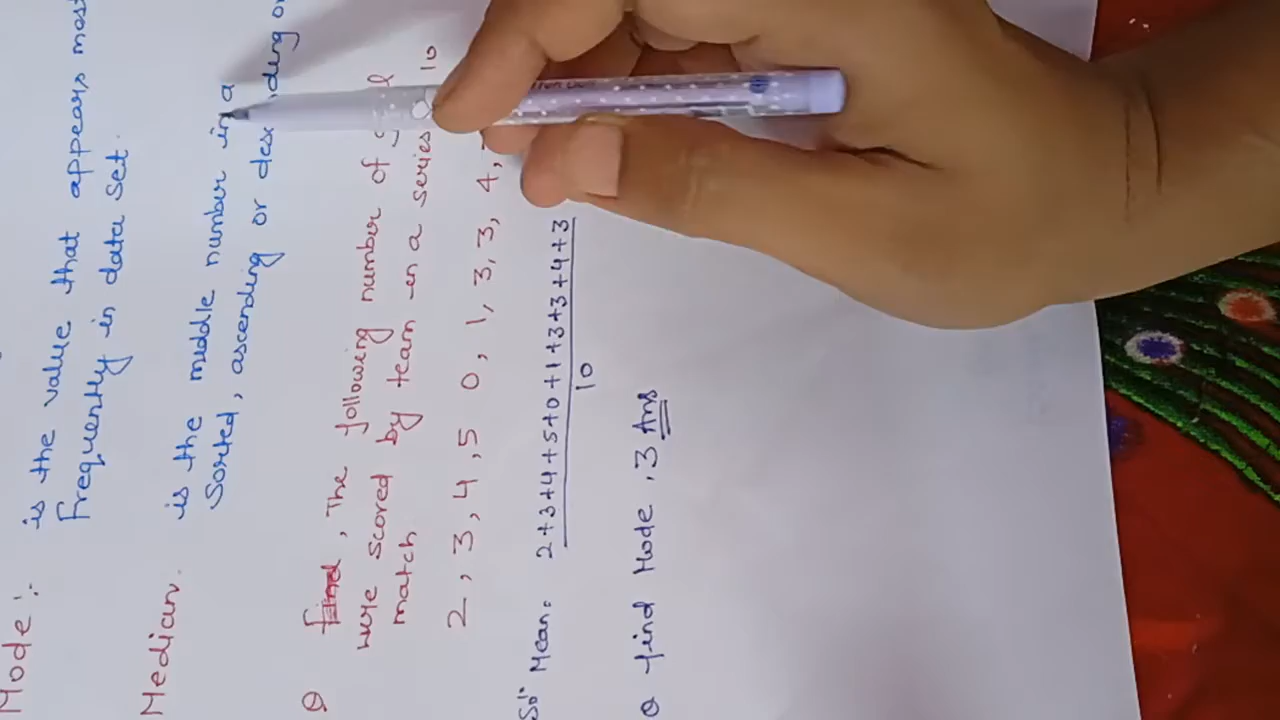 Mode :-
is the value that appears most
frequently in data set.
Median.
is the middle number in a
Sorted, ascending or des ding o
Q find, The following number of
were scored by team in a series 10
match
2, 3, 4, 5 0, 1, 3, 3, 4,
Solⁿ Mean = 2+3+4+5+0+1+3+3+4+3
10
Q find Mode, 3 Ans